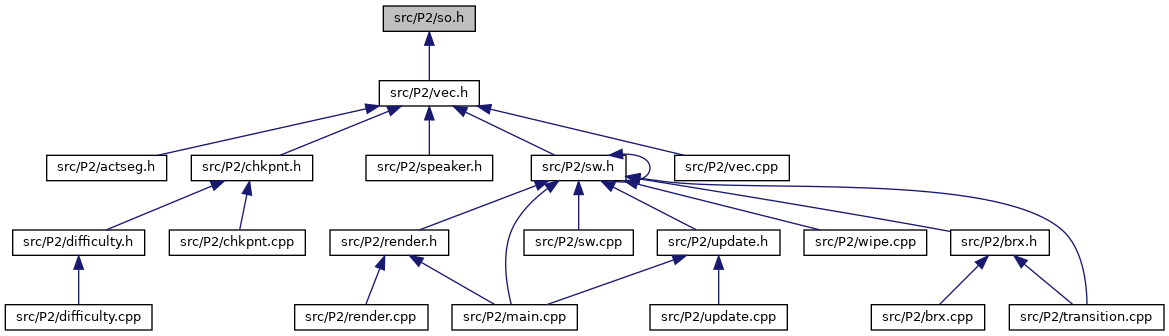 src/P2/so.h
src/P2/vec.h
src/P2/actseg.h
src/P2/chkpnt.h
src/P2/speaker.h
src/P2/sw.h
src/P2/vec.cpp
src/P2/difficulty.h
src/P2/chkpnt.cpp
src/P2/render.h
src/P2/sw.cpp
src/P2/update.h
src/P2/wipe.cpp
src/P2/brx.h
src/P2/difficulty.cpp
src/P2/render.cpp
src/P2/main.cpp
src/P2/update.cpp
src/P2/brx.cpp
src/P2/transition.cpp